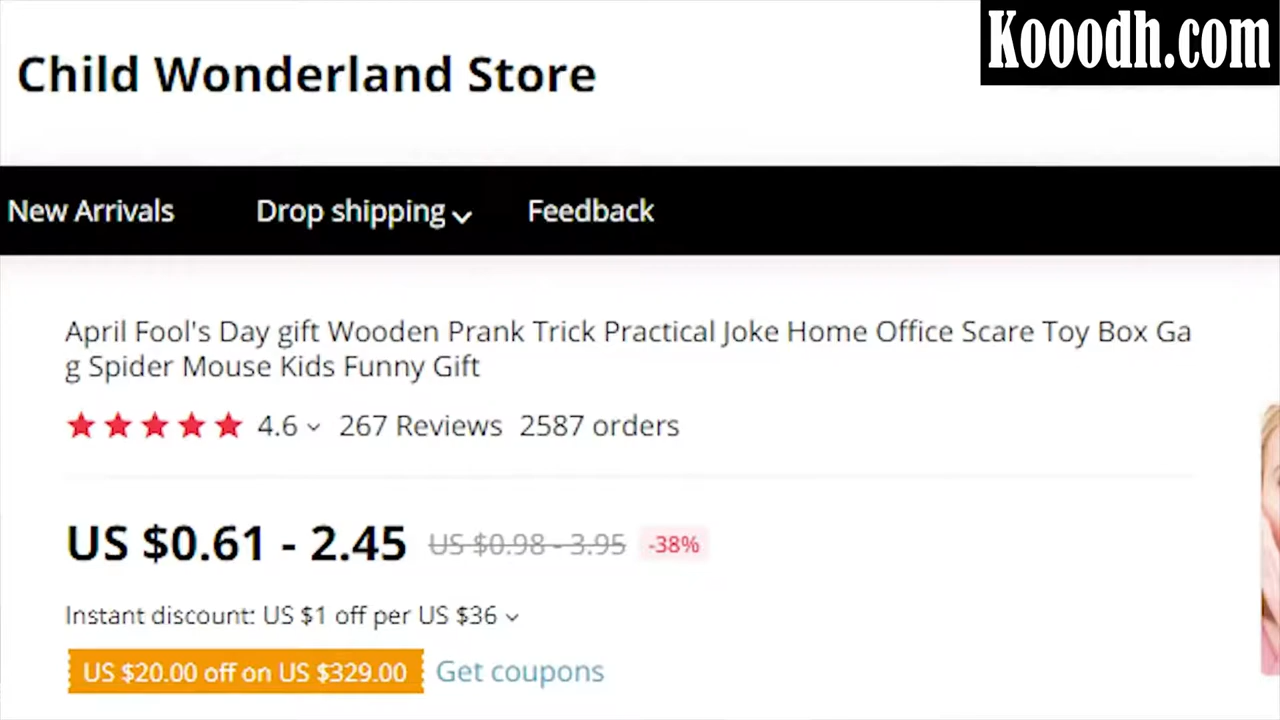 Kooodh.com
Child Wonderland Store
New Arrivals Drop shipping Feedback
April Fool's Day gift Wooden Prank Trick Practical Joke Home Office Scare Toy Box Ga
g Spider Mouse Kids Funny Gift
4.6 267 Reviews 2587 orders
US $0.61 - 2.45 US $0.98 - 3.95 -38%
Instant discount: US $1 off per US $36
US $20.00 off on US $329.00 Get coupons